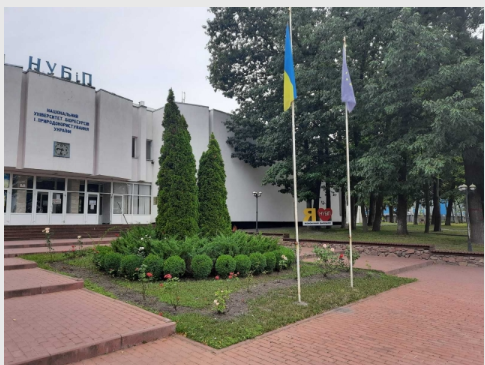 НУБіП
НАЦІОНАЛЬНИЙ
УНІВЕРСИТЕТ БІОРЕСУРСІВ
І ПРИРОДОКОРИСТУВАННЯ
УКРАЇНИ
Я